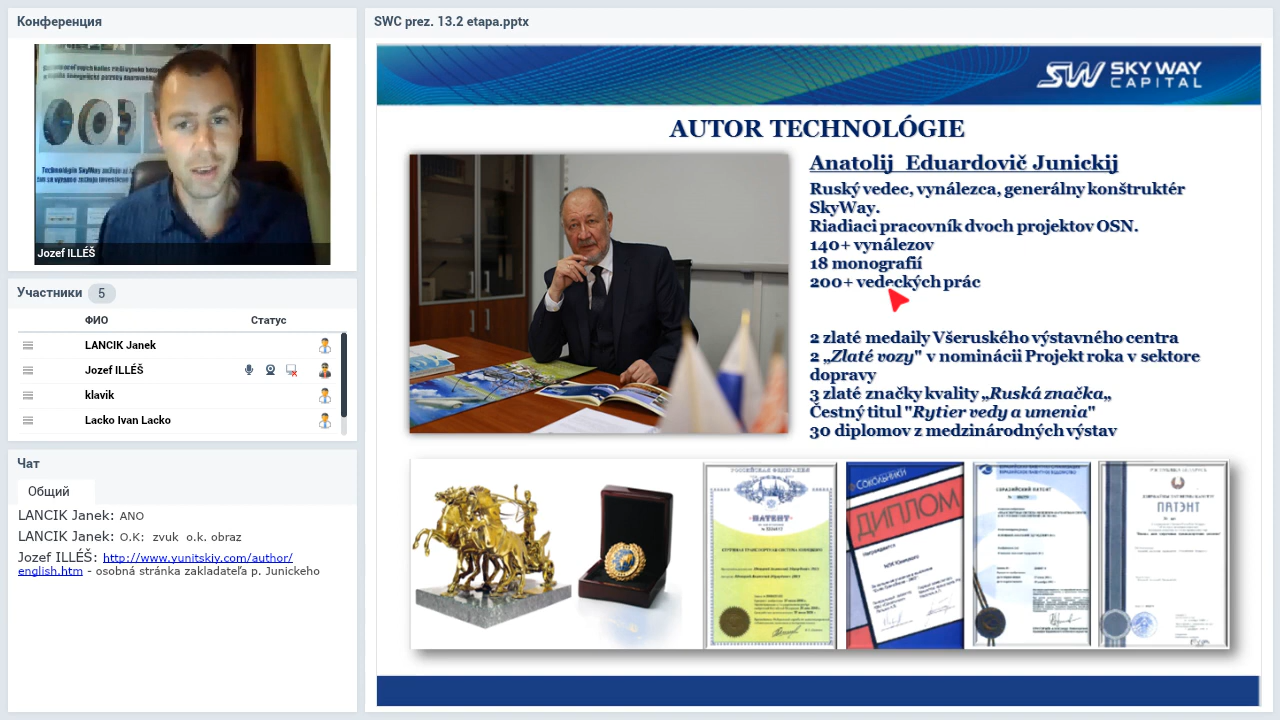 Конференция
Jozef ILLÉŠ
Участники 5
ФИО Статус
LANCIK Janek
Jozef ILLÉŠ
klavik
Lacko Ivan Lacko
Чат
Общий
LANCIK Janek: ANO
LANCIK Janek: O.K. zvuk o.k. obraz
Jozef ILLÉŠ: http://www.yunitskiy.com/author/
english.htm - osobná stránka zakladateľa p. Junickeho
SWC prez. 13.2 etapa.pptx
SW SKY WAY
CAPITAL
AUTOR TECHNOLÓGIE
Anatolij Eduardovič Junickij
Ruský vedec, vynálezca, generálny konštruktér
SkyWay.
Riadiaci pracovník dvoch projektov OSN.
140+ vynálezov
18 monografií
200+ vedeckých prác
2 zlaté medaily Všeruského výstavného centra
2 „Zlaté vozy" v nominácii Projekt roka v sektore
dopravy
3 zlaté značky kvality „Ruská značka„
Čestný titul "Rytier vedy a umenia"
30 diplomov z medzinárodných výstav
РОССИЙСКАЯ ФЕДЕРАЦИЯ
ПАТЕНТ
СОКОЛЬНИКИ
ДИПЛОМ
ЕВРАЗИЙСКИЙ ПАТЕНТ
ПАТЭНТ